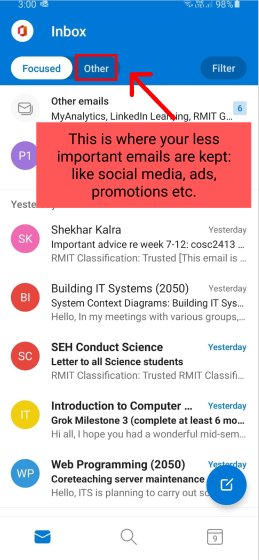 3:00
98%
Inbox
Focused
Other
Filter
Other emails
MyAnalytics, LinkedIn Learning, RMIT G...
6
P1
This is where your less
important emails are kept:
like social media, ads,
promotions etc.
SK
Shekhar Kalra
Yesterday
Important advice re week 7-12: cosc2413 ...
RMIT Classification: Trusted [This email is ...
BI
Building IT Systems (2050)
Yesterday
System Context Diagrams: Building IT Sys...
Hello, In my meetings with various groups,...
SC
SEH Conduct Science
Yesterday
Letter to all Science students
RMIT Classification: Trusted RMIT Classifi...
IT
Introduction to Computer ...
Yesterday
Grok Milestone 3 (complete at least 6 mo...
Hi all, I hope you had a wonderful mid-sem...
WP
Web Programming (2050)
Yesterday
Coreteaching server maintenance
Hello, ITS is planning to carry out
9